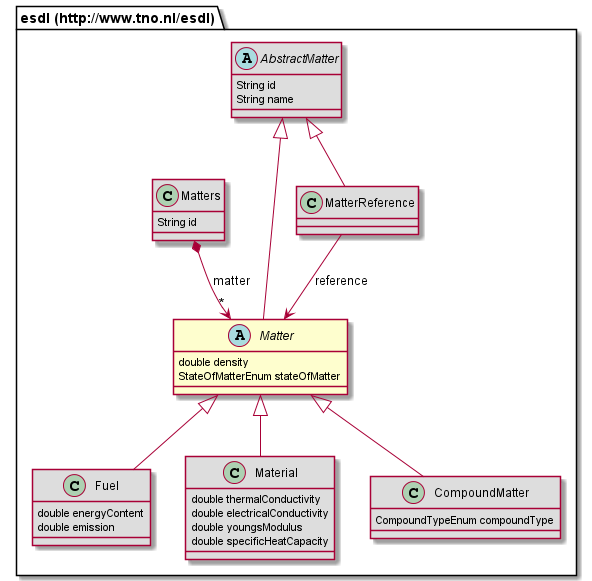 esdl (http://www.tno.nl/esdl)
A AbstractMatter
String id
String name
C Matters
String id
C MatterReference
matter
reference
*
A Matter
double density
StateOfMatterEnum stateOfMatter
C Fuel
double energyContent
double emission
C Material
double thermalConductivity
double electricalConductivity
double youngsModulus
double specificHeatCapacity
C CompoundMatter
CompoundTypeEnum compoundType